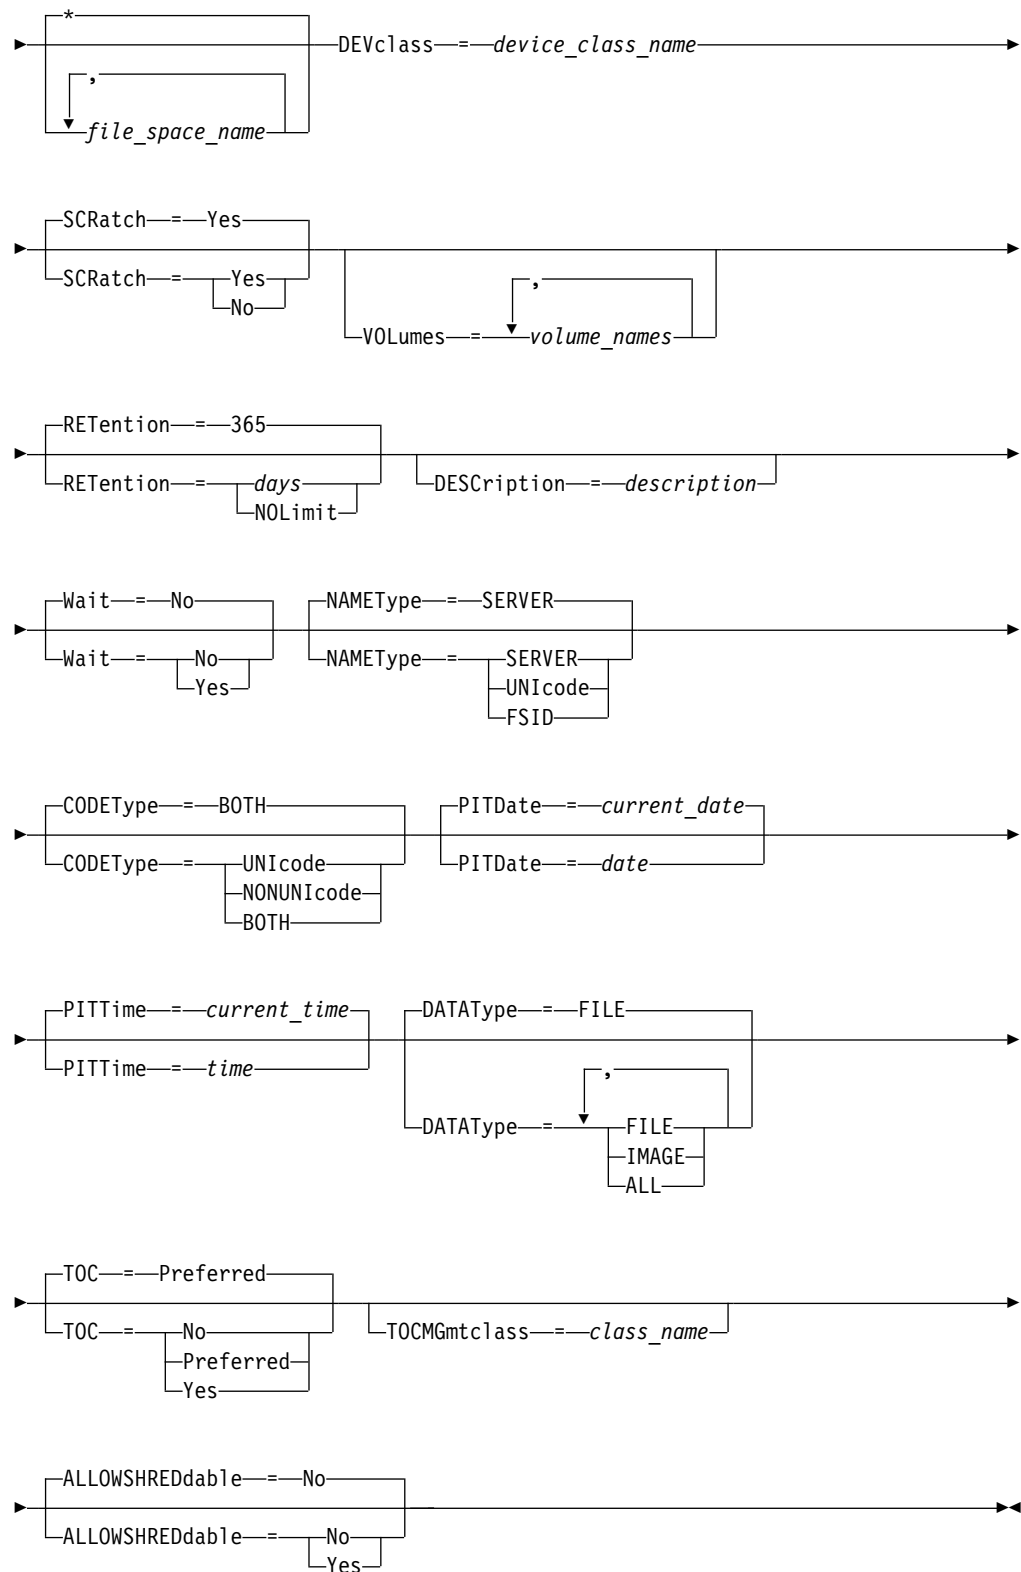 *
DEVclass = device_class_name
,
file_space_name
SCRatch = Yes
SCRatch = Yes
No
,
VOLumes = volume_names
RETention = 365
RETention = days
NOLimit
DESCription = description
Wait = No
Wait = No
Yes
NAMEType = SERVER
NAMEType = SERVER
UNIcode
FSID
CODEType = BOTH
CODEType = UNIcode
NONUNIcode
BOTH
PITDate = current_date
PITDate = date
PITTime = current_time
PITTime = time
DATAType = FILE
,
DATAType = FILE
IMAGE
ALL
TOC = Preferred
TOC = No
Preferred
Yes
TOCMGmtclass = class_name
ALLOWSHREDdable = No
ALLOWSHREDdable = No
Yes